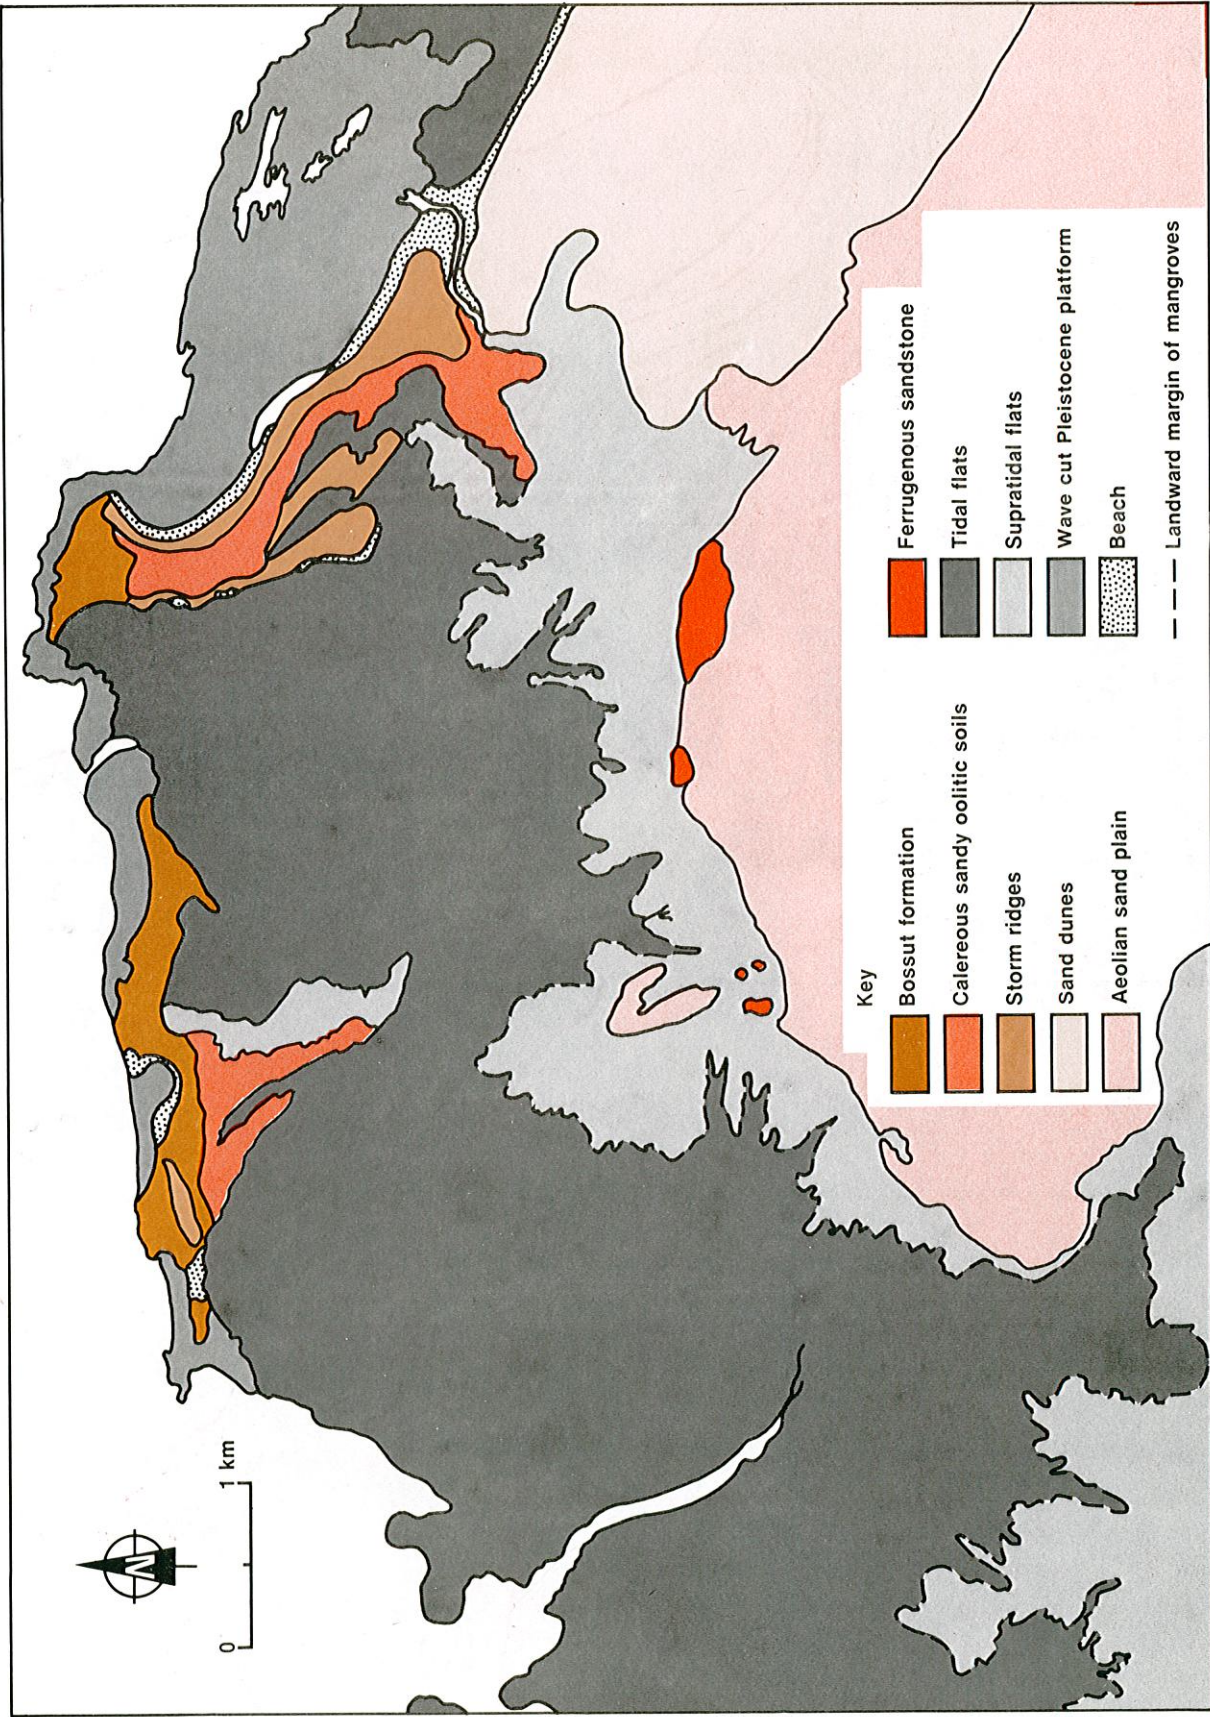 N
0 1 km
Key
Bossut formation
Calereous sandy oolitic soils
Storm ridges
Sand dunes
Aeolian sand plain
Ferrugenous sandstone
Tidal flats
Supratidal flats
Wave cut Pleistocene platform
Beach
Landward margin of mangroves